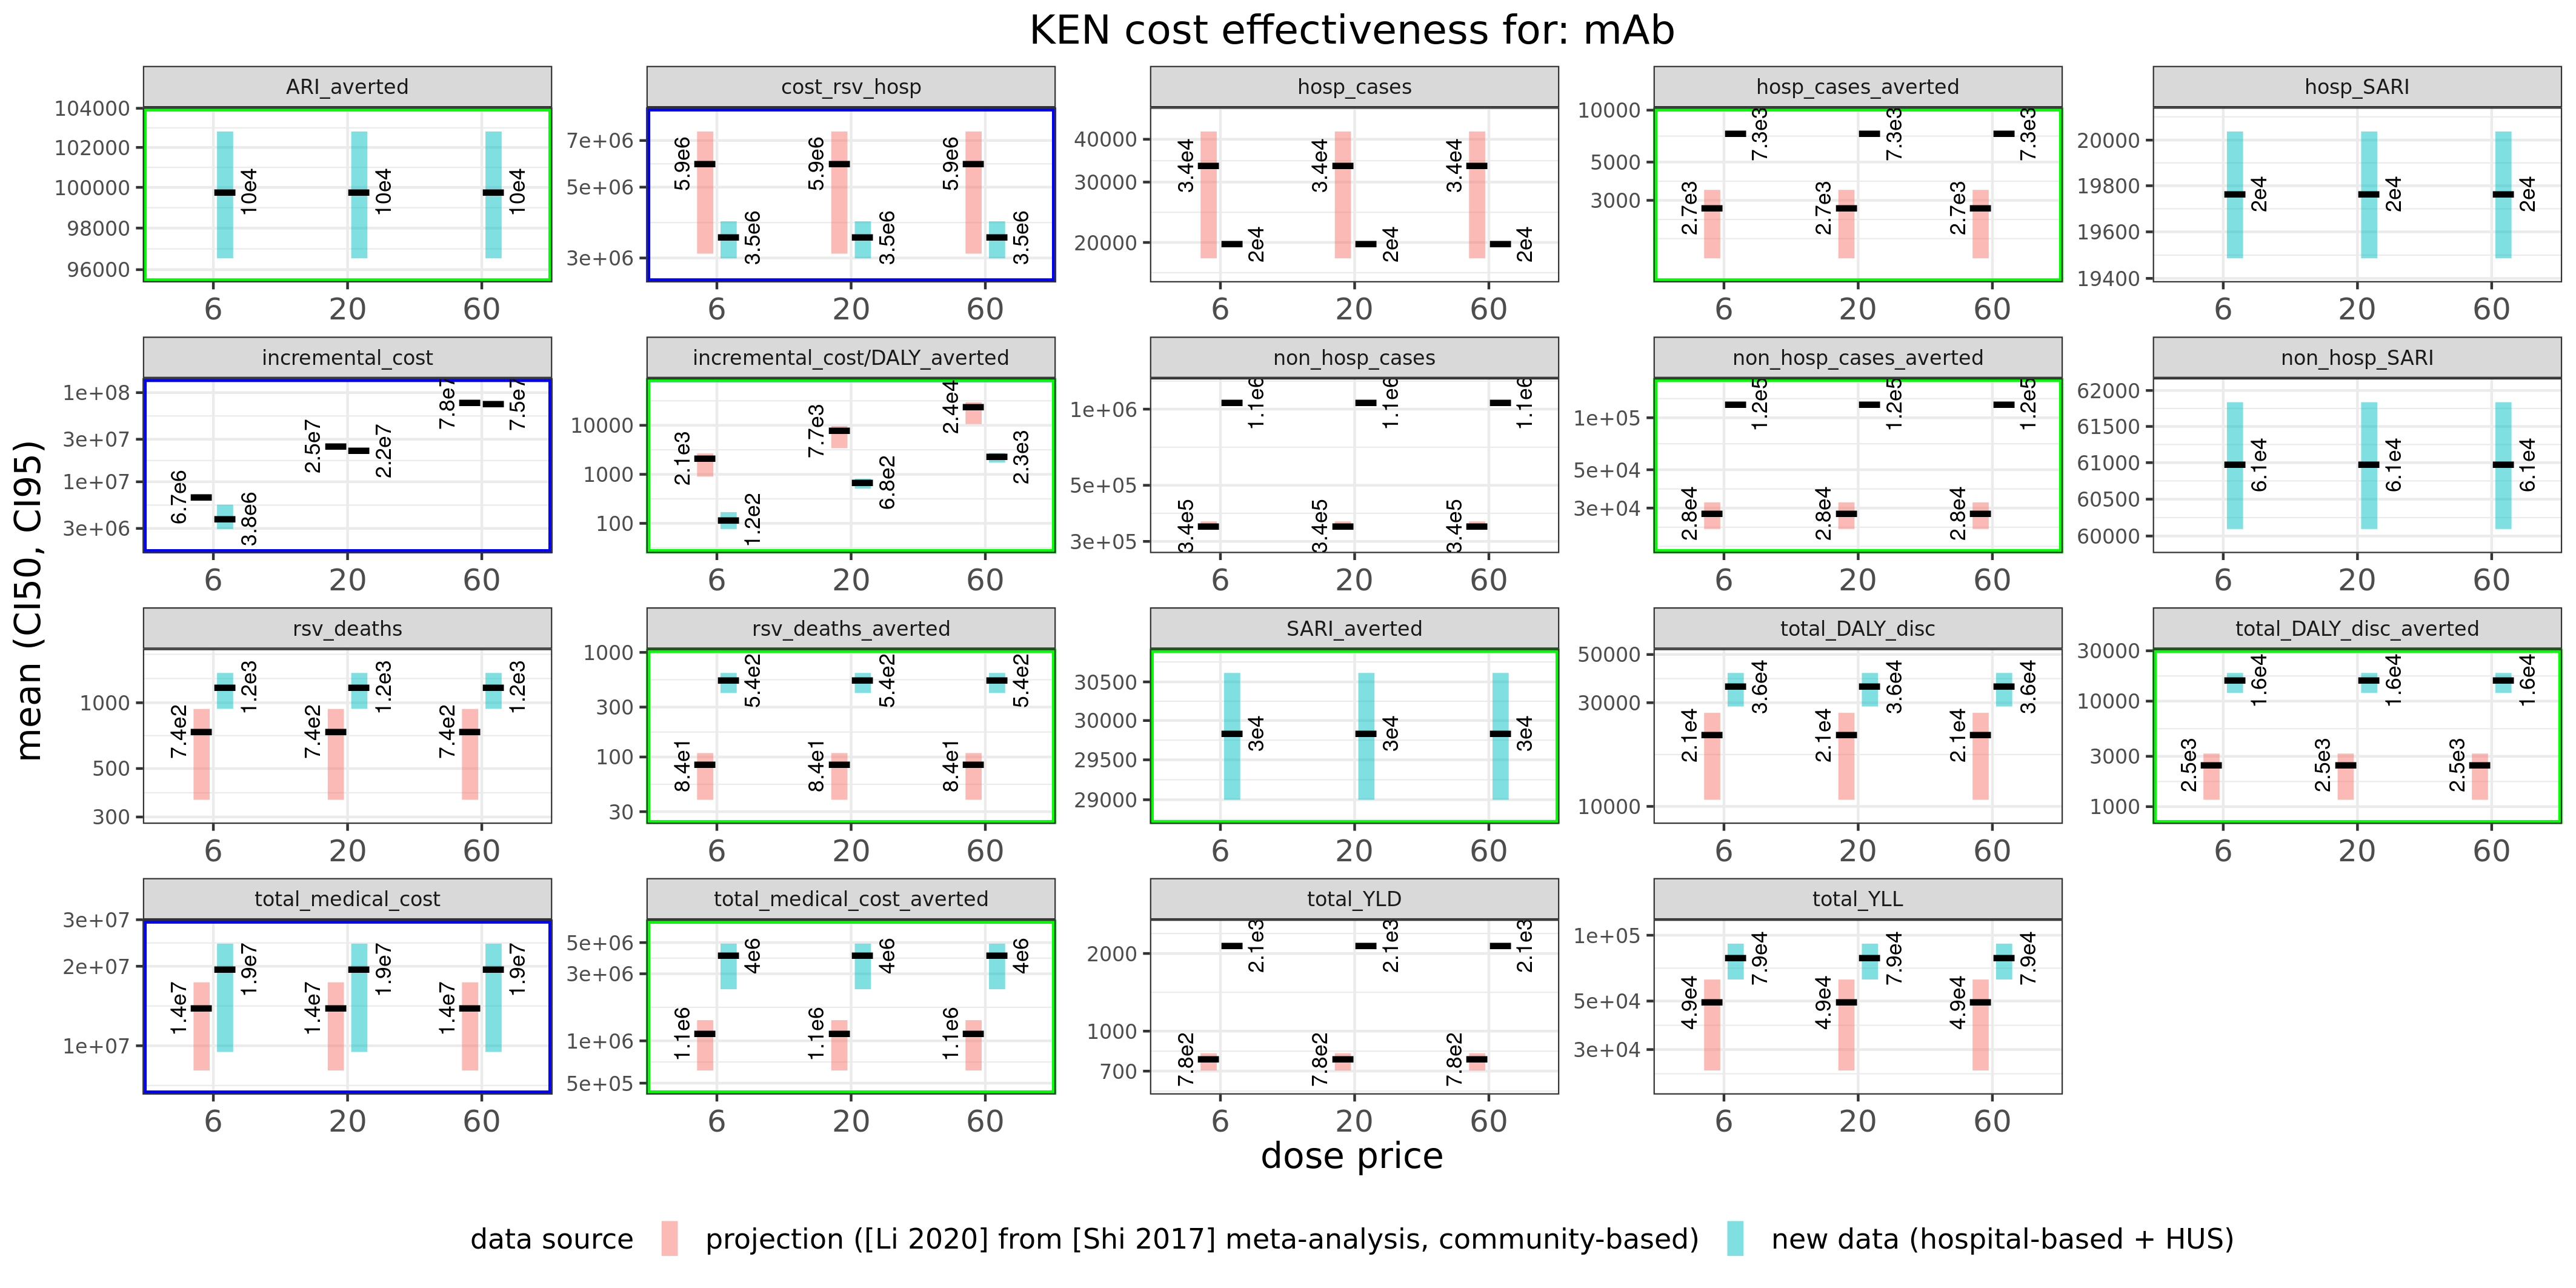 KEN cost effectiveness for: mAb
mean (CI50, CI95)
ARI_averted
104000
102000
100000
98000
96000
10e4
10e4
10e4
6 20 60
cost_rsv_hosp
7e+06
5e+06
3e+06
5.9e6
3.5e6
5.9e6
3.5e6
5.9e6
3.5e6
6 20 60
hosp_cases
40000
30000
20000
3.4e4
2e4
3.4e4
2e4
3.4e4
2e4
6 20 60
hosp_cases_averted
10000
5000
3000
2.7e3
7.3e3
2.7e3
7.3e3
2.7e3
7.3e3
6 20 60
hosp_SARI
20000
19800
19600
19400
2e4
2e4
2e4
6 20 60
incremental_cost
1e+08
3e+07
1e+07
3e+06
6.7e6
3.8e6
2.5e7
2.2e7
7.8e7
7.5e7
6 20 60
incremental_cost/DALY_averted
10000
1000
100
2.1e3
1.2e2
7.7e3
6.8e2
2.4e4
2.3e3
6 20 60
non_hosp_cases
1e+06
5e+05
3e+05
3.4e5
1.1e6
3.4e5
1.1e6
3.4e5
1.1e6
6 20 60
non_hosp_cases_averted
1e+05
5e+04
3e+04
2.8e4
1.2e5
2.8e4
1.2e5
2.8e4
1.2e5
6 20 60
non_hosp_SARI
62000
61500
61000
60500
60000
6.1e4
6.1e4
6.1e4
6 20 60
rsv_deaths
1000
500
300
7.4e2
1.2e3
7.4e2
1.2e3
7.4e2
1.2e3
6 20 60
rsv_deaths_averted
1000
300
100
30
8.4e1
5.4e2
8.4e1
5.4e2
8.4e1
5.4e2
6 20 60
SARI_averted
30500
30000
29500
29000
3e4
3e4
3e4
6 20 60
total_DALY_disc
50000
30000
10000
2.1e4
3.6e4
2.1e4
3.6e4
2.1e4
3.6e4
6 20 60
total_DALY_disc_averted
30000
10000
3000
1000
2.5e3
1.6e4
2.5e3
1.6e4
2.5e3
1.6e4
6 20 60
total_medical_cost
3e+07
2e+07
1e+07
1.4e7
1.9e7
1.4e7
1.9e7
1.4e7
1.9e7
6 20 60
total_medical_cost_averted
5e+06
3e+06
1e+06
5e+05
1.1e6
4e6
1.1e6
4e6
1.1e6
4e6
6 20 60
total_YLD
2000
1000
700
7.8e2
2.1e3
7.8e2
2.1e3
7.8e2
2.1e3
6 20 60
total_YLL
1e+05
5e+04
3e+04
4.9e4
7.9e4
4.9e4
7.9e4
4.9e4
7.9e4
6 20 60
dose price
data source projection ([Li 2020] from [Shi 2017] meta-analysis, community-based) new data (hospital-based + HUS)